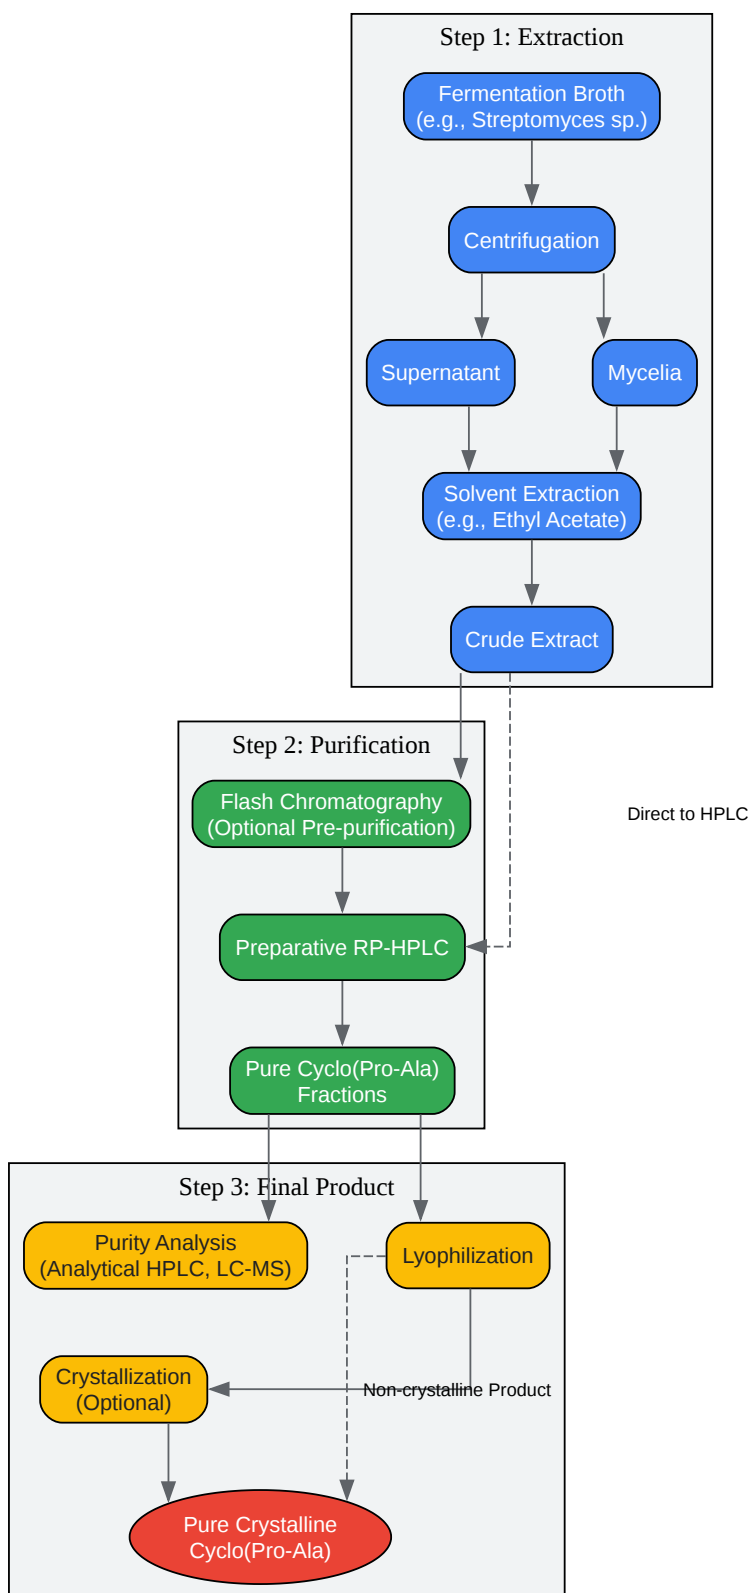 Step 1: Extraction
Fermentation Broth
(e.g., Streptomyces sp.)
Centrifugation
Supernatant
Mycelia
Solvent Extraction
(e.g., Ethyl Acetate)
Crude Extract
Step 2: Purification
Flash Chromatography
(Optional Pre-purification)
Direct to HPLC
Preparative RP-HPLC
Pure Cyclo(Pro-Ala)
Fractions
Step 3: Final Product
Purity Analysis
(Analytical HPLC, LC-MS)
Lyophilization
Crystallization
(Optional)
Non-crystalline Product
Pure Crystalline
Cyclo(Pro-Ala)